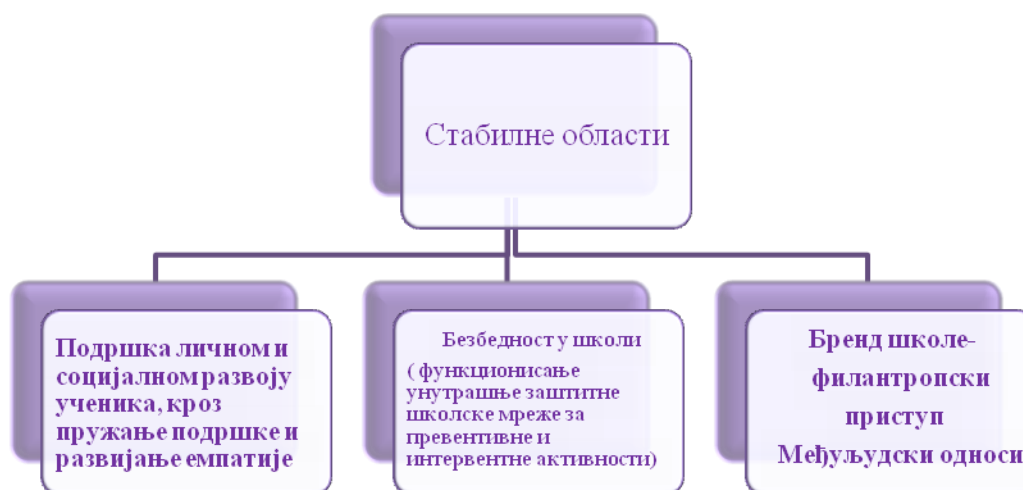 Стабилне области
Подршка личном и
социјалном развоју
ученика, кроз
пружање подршке и
развијање емпатије
Безбедност у школи
( функционисање
унутрашње заштитне
школске мреже за
превентивне и
интервентне активности)
Бренд школе-
филантропски
приступ
Међуљудски односи